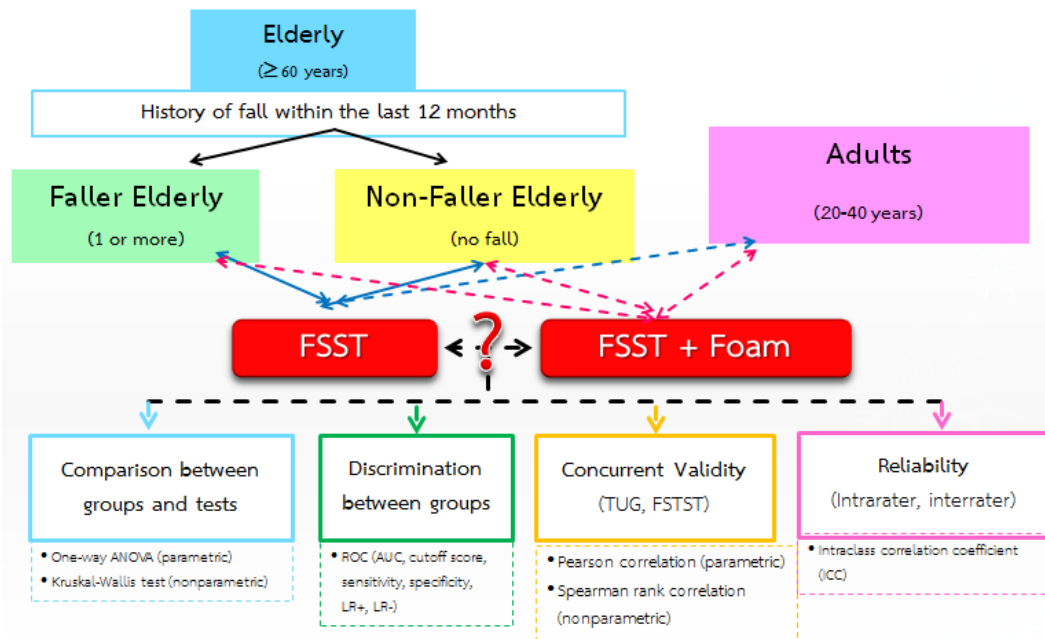 Elderly
(≥ 60 years)
History of fall within the last 12 months
Faller Elderly
(1 or more)
Non-Faller Elderly
(no fall)
Adults
(20-40 years)
FSST
?
FSST + Foam
Comparison between
groups and tests
• One-way ANOVA (parametric)
• Kruskal-Wallis test (nonparametric)
Discrimination
between groups
• ROC (AUC, cutoff score,
sensitivity, specificity,
LR+, LR-)
Concurrent Validity
(TUG, FSTST)
• Pearson correlation (parametric)
• Spearman rank correlation
(nonparametric)
Reliability
(Intrarater, interrater)
• Intraclass correlation coefficient
(ICC)